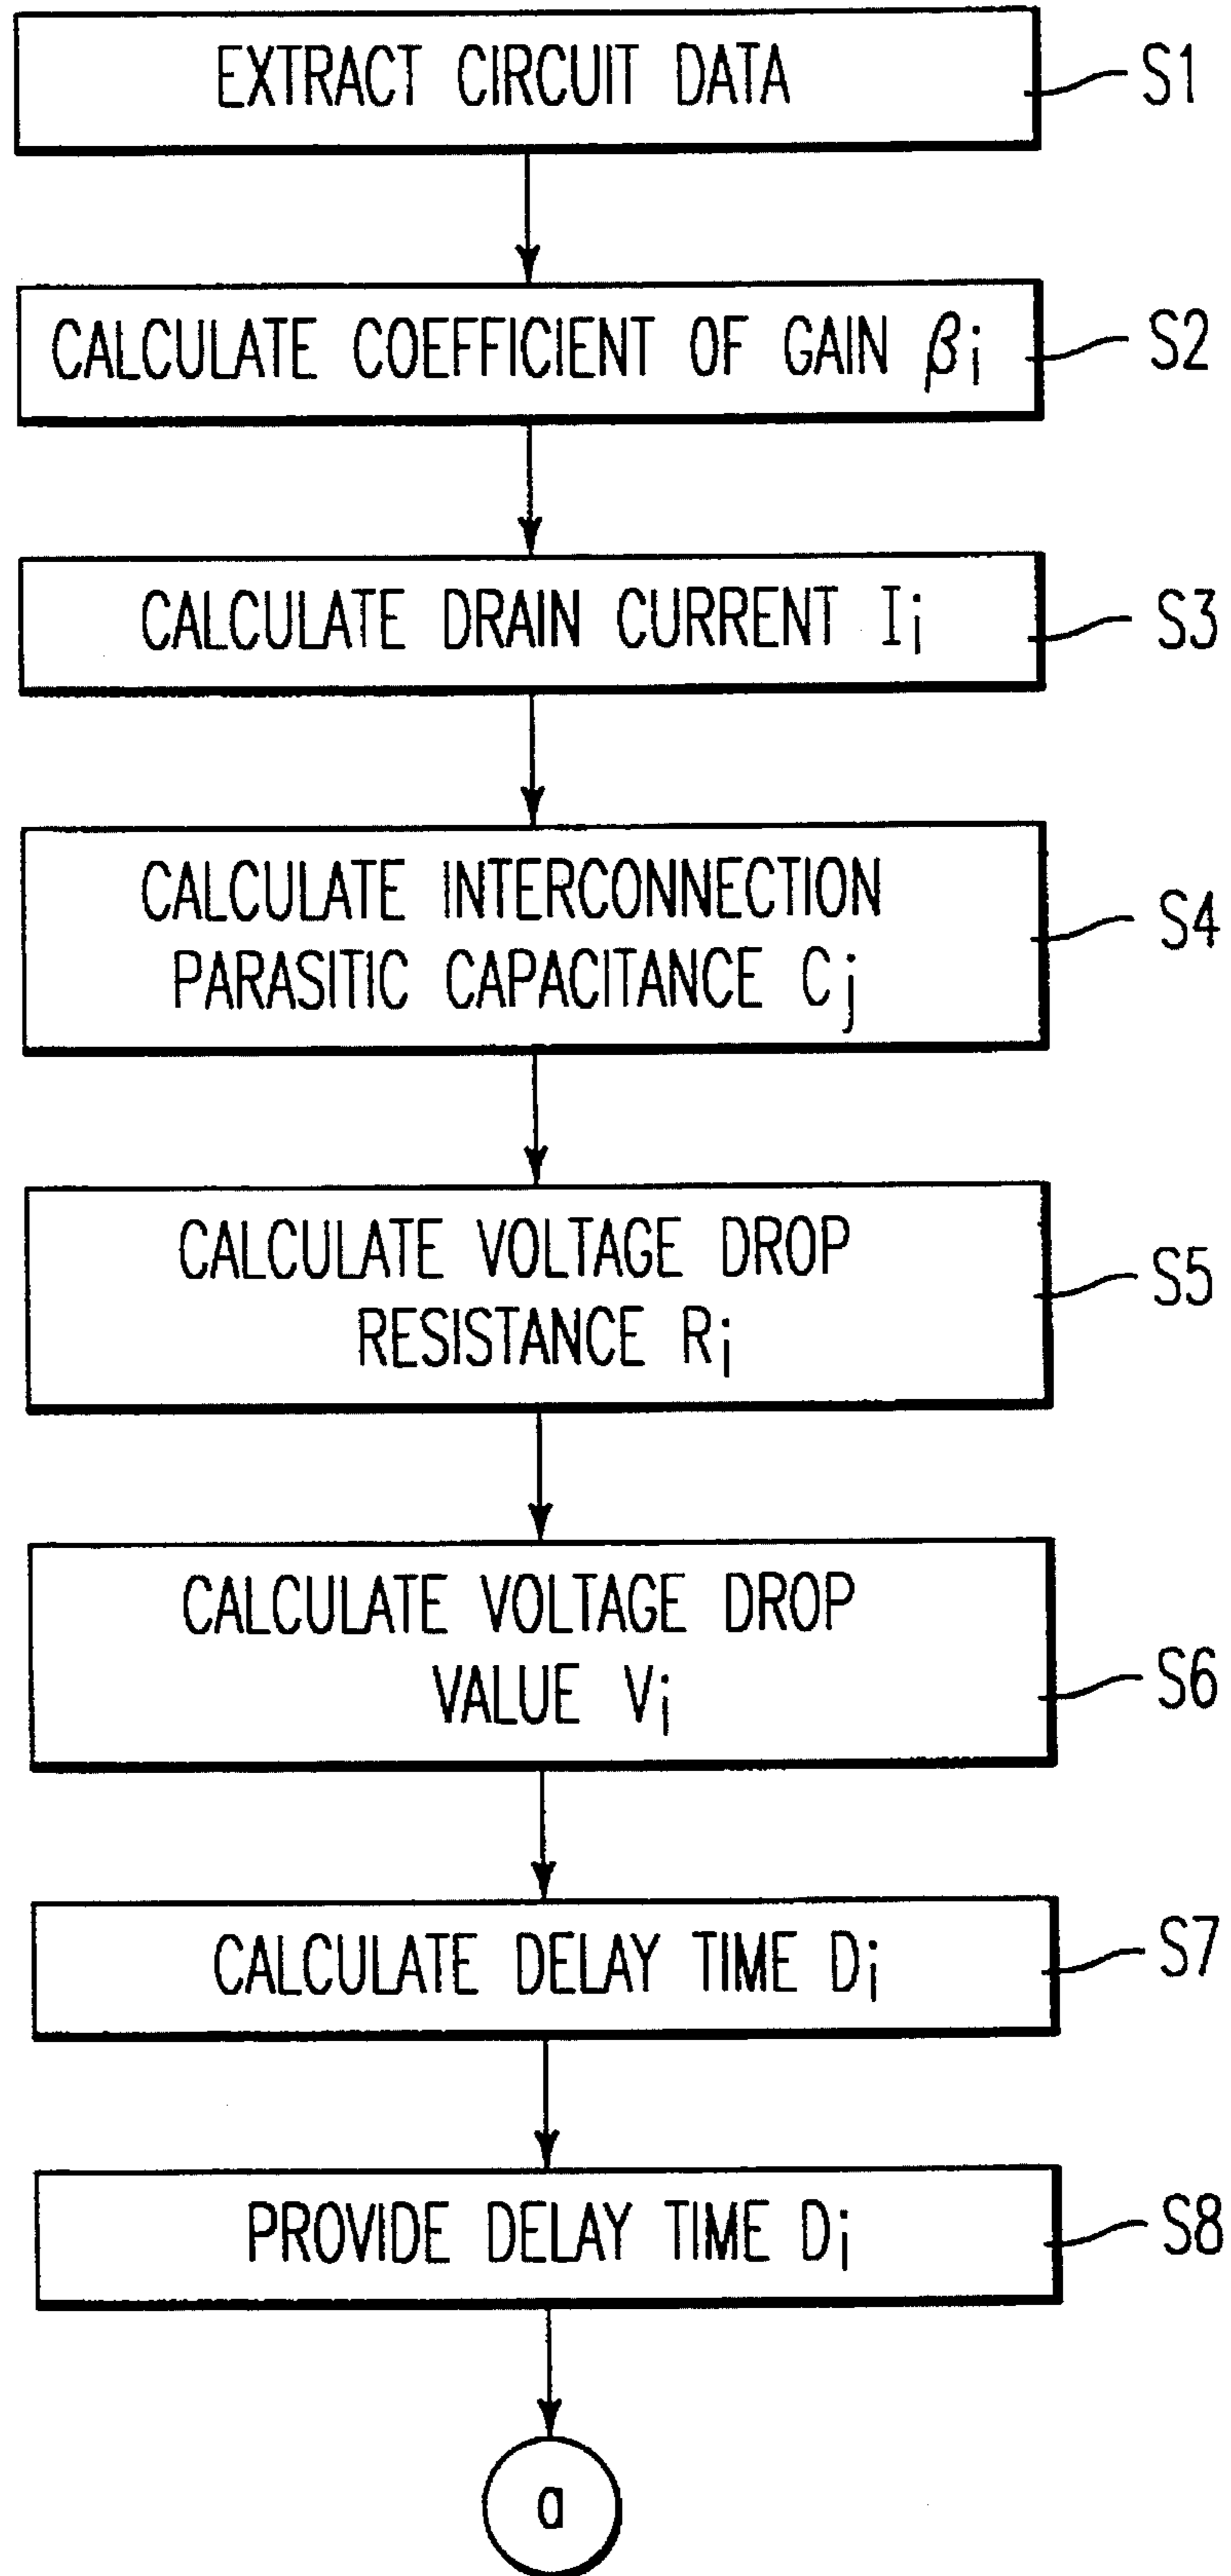 EXTRACT CIRCUIT DATA
S1
CALCULATE COEFFICIENT OF GAIN βi
S2
CALCULATE DRAIN CURRENT Ii
S3
CALCULATE INTERCONNECTION
PARASITIC CAPACITANCE Cj
S4
CALCULATE VOLTAGE DROP
RESISTANCE Ri
S5
CALCULATE VOLTAGE DROP
VALUE Vi
S6
CALCULATE DELAY TIME Di
S7
PROVIDE DELAY TIME Di
S8
a